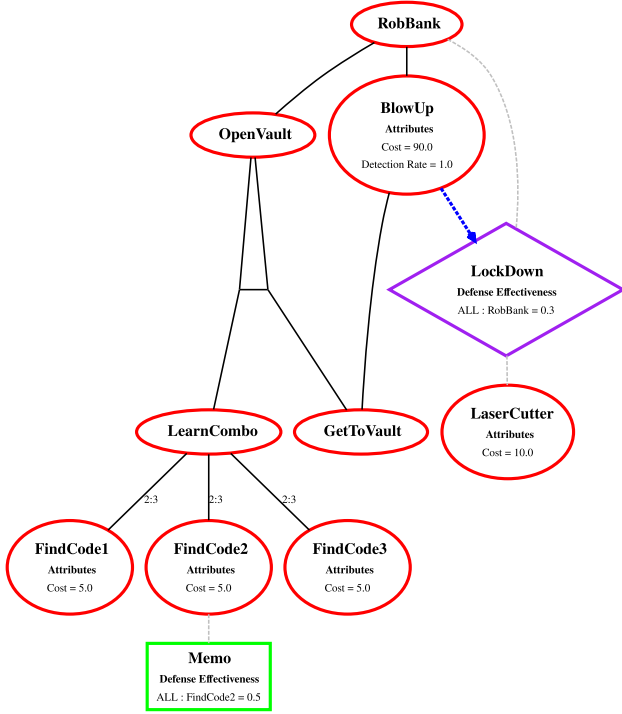 RobBank
BlowUp
Attributes
Cost = 90.0
Detection Rate = 1.0
OpenVault
LockDown
Defense Effectiveness
ALL : RobBank = 0.3
LearnCombo
GetToVault
LaserCutter
Attributes
Cost = 10.0
2:3
2:3
2:3
FindCode1
Attributes
Cost = 5.0
FindCode2
Attributes
Cost = 5.0
FindCode3
Attributes
Cost = 5.0
Memo
Defense Effectiveness
ALL : FindCode2 = 0.5